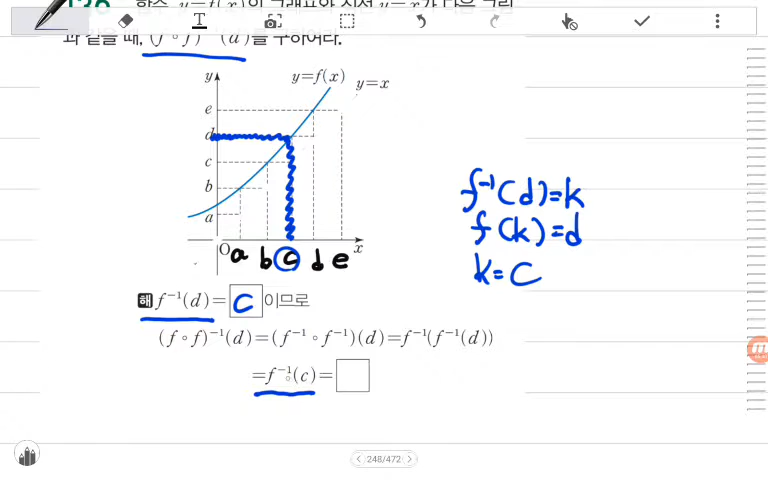 과 같을 때, (f∘f)⁻¹(d)를 구하여라.
y
y=f(x)
y=x
e
d
c
b
a
O
x
a b c d e
f⁻¹(d)=k
f(k)=d
k=c
해 f⁻¹(d)= c 이므로
(f∘f)⁻¹(d)=(f⁻¹∘f⁻¹)(d)=f⁻¹(f⁻¹(d))
=f⁻¹(c)=
248/472